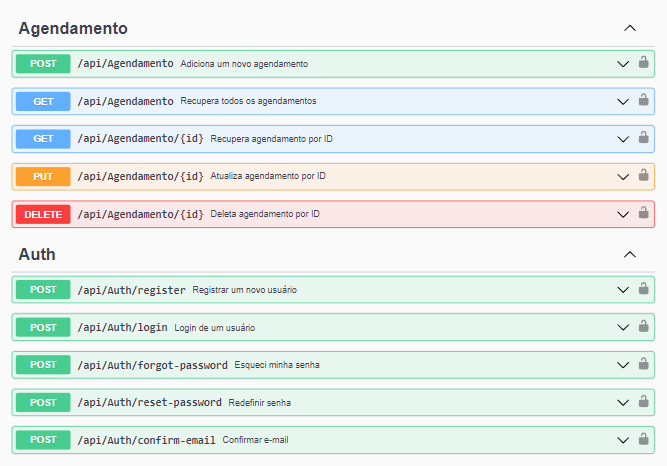 Agendamento
POST /api/Agendamento Adiciona um novo agendamento
GET /api/Agendamento Recupera todos os agendamentos
GET /api/Agendamento/{id} Recupera agendamento por ID
PUT /api/Agendamento/{id} Atualiza agendamento por ID
DELETE /api/Agendamento/{id} Deleta agendamento por ID
Auth
POST /api/Auth/register Registrar um novo usuário
POST /api/Auth/login Login de um usuário
POST /api/Auth/forgot-password Esqueci minha senha
POST /api/Auth/reset-password Redefinir senha
POST /api/Auth/confirm-email Confirmar e-mail